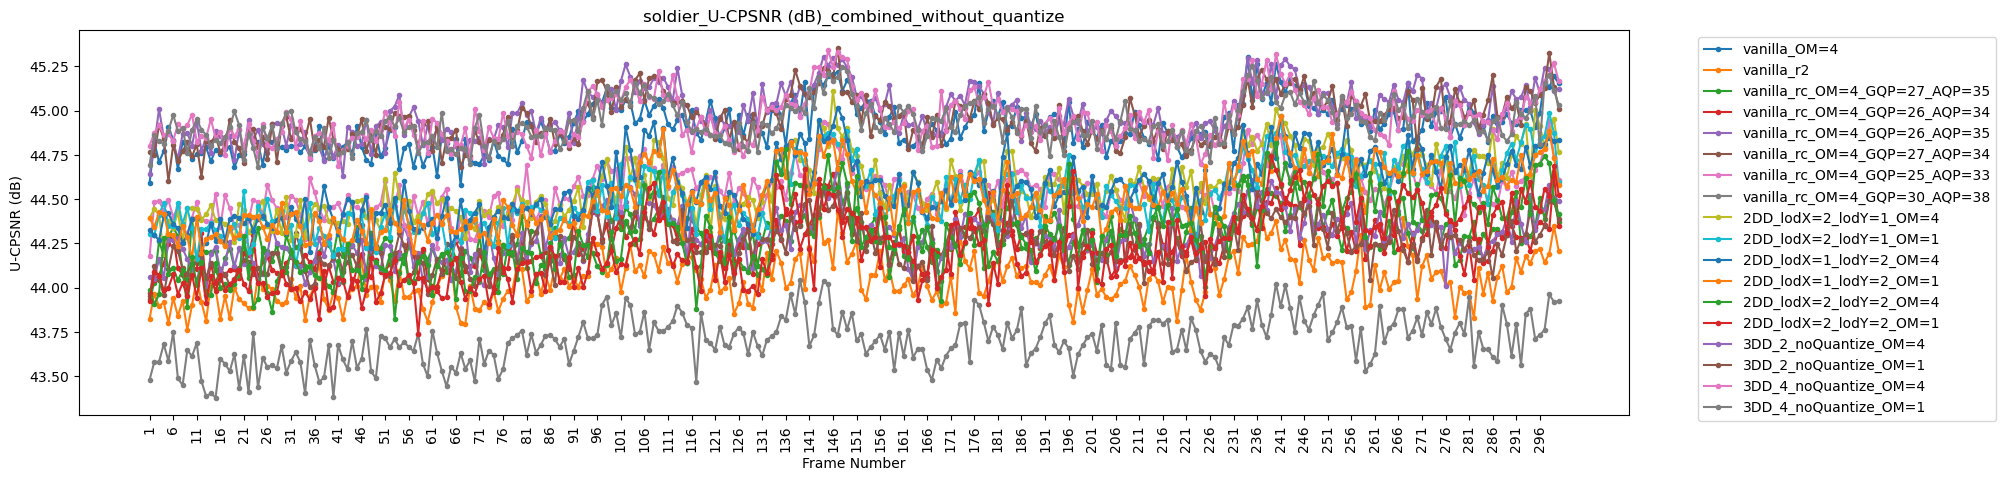 soldier_U-CPSNR (dB)_combined_without_quantize
U-CPSNR (dB)
45.25
45.00
44.75
44.50
44.25
44.00
43.75
43.50
1 6 11 16 21 26 31 36 41 46 51 56 61 66 71 76 81 86 91 96 101 106 111 116 121 126 131 136 141 146 151 156 161 166 171 176 181 186 191 196 201 206 211 216 221 226 231 236 241 246 251 256 261 266 271 276 281 286 291 296
Frame Number
vanilla_OM=4
vanilla_r2
vanilla_rc_OM=4_GQP=27_AQP=35
vanilla_rc_OM=4_GQP=26_AQP=34
vanilla_rc_OM=4_GQP=26_AQP=35
vanilla_rc_OM=4_GQP=27_AQP=34
vanilla_rc_OM=4_GQP=25_AQP=33
vanilla_rc_OM=4_GQP=30_AQP=38
2DD_lodX=2_lodY=1_OM=4
2DD_lodX=2_lodY=1_OM=1
2DD_lodX=1_lodY=2_OM=4
2DD_lodX=1_lodY=2_OM=1
2DD_lodX=2_lodY=2_OM=4
2DD_lodX=2_lodY=2_OM=1
3DD_2_noQuantize_OM=4
3DD_2_noQuantize_OM=1
3DD_4_noQuantize_OM=4
3DD_4_noQuantize_OM=1